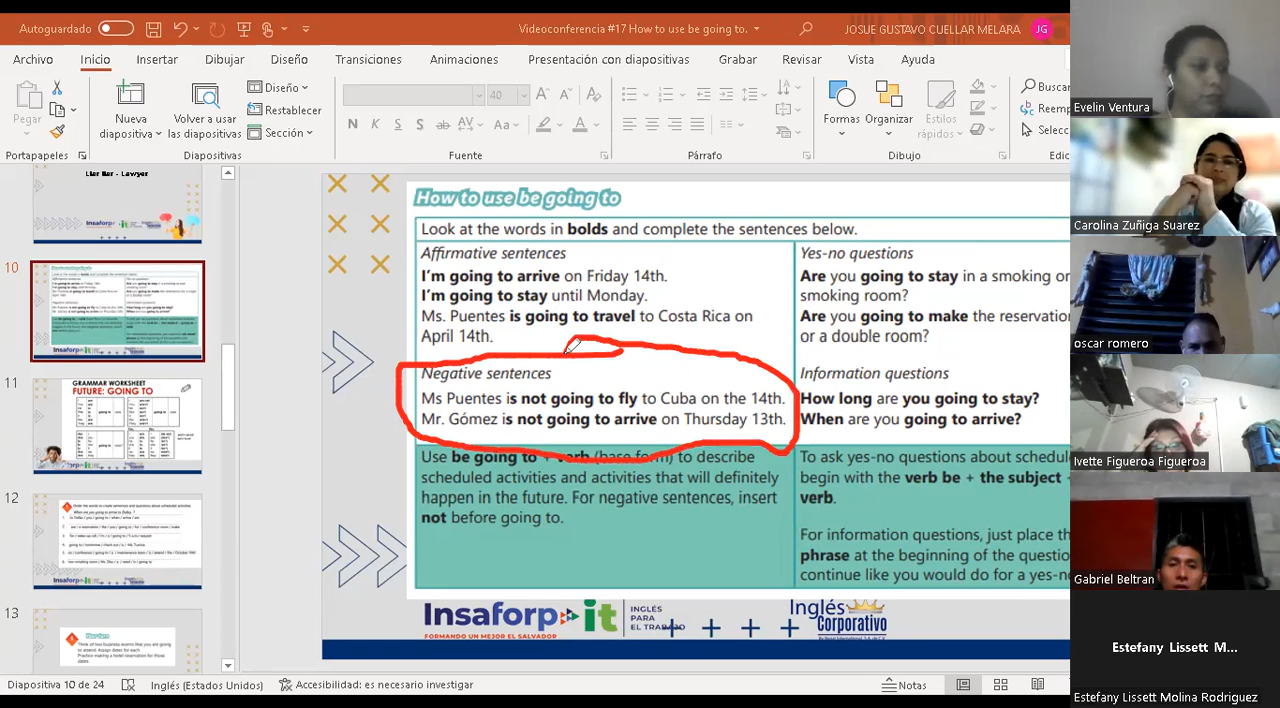 Autoguardado
Videoconferencia #17 How to use be going to.
JOSUE GUSTAVO CUELLAR MELARA
JG
Archivo
Inicio
Insertar
Dibujar
Diseño
Transiciones
Animaciones
Presentación con diapositivas
Grabar
Revisar
Vista
Ayuda
Pegar
Nueva
diapositiva
Volver a usar
las diapositivas
Diseño
Restablecer
Sección
40
N K S S ab AV Aa A
Formas
Organizar
Estilos
rápidos
Buscar
Reemp
Selecc
Portapapeles
Diapositivas
Fuente
Párrafo
Dibujo
Edic
10
11
GRAMMAR WORKSHEET
FUTURE: GOING TO
12
13
How to use be going to
Look at the words in bolds and complete the sentences below.
Affirmative sentences
I'm going to arrive on Friday 14th.
I'm going to stay until Monday.
Ms. Puentes is going to travel to Costa Rica on
April 14th.
Negative sentences
Ms Puentes is not going to fly to Cuba on the 14th.
Mr. Gómez is not going to arrive on Thursday 13th.
Use be going to + verb (base form) to describe
scheduled activities and activities that will definitely
happen in the future. For negative sentences, insert
not before going to.
Yes-no questions
Are you going to stay in a smoking or
smoking room?
Are you going to make the reservation
or a double room?
Information questions
How long are you going to stay?
When are you going to arrive?
To ask yes-no questions about schedu
begin with the verb be + the subject +
verb.
For information questions, just place th
phrase at the beginning of the questio
continue like you would do for a yes-no
Insaforp it
FORMANDO UN MEJOR EL SALVADOR
INGLÉS
PARA
EL TRABAJO
Inglés
Corporativo
Diapositiva 10 de 24
Inglés (Estados Unidos)
Accesibilidad: es necesario investigar
Notas
Evelin Ventura
Carolina Zuñiga Suarez
oscar romero
Ivette Figueroa Figueroa
Gabriel Beltran
Estefany Lissett M...
Estefany Lissett Molina Rodriguez